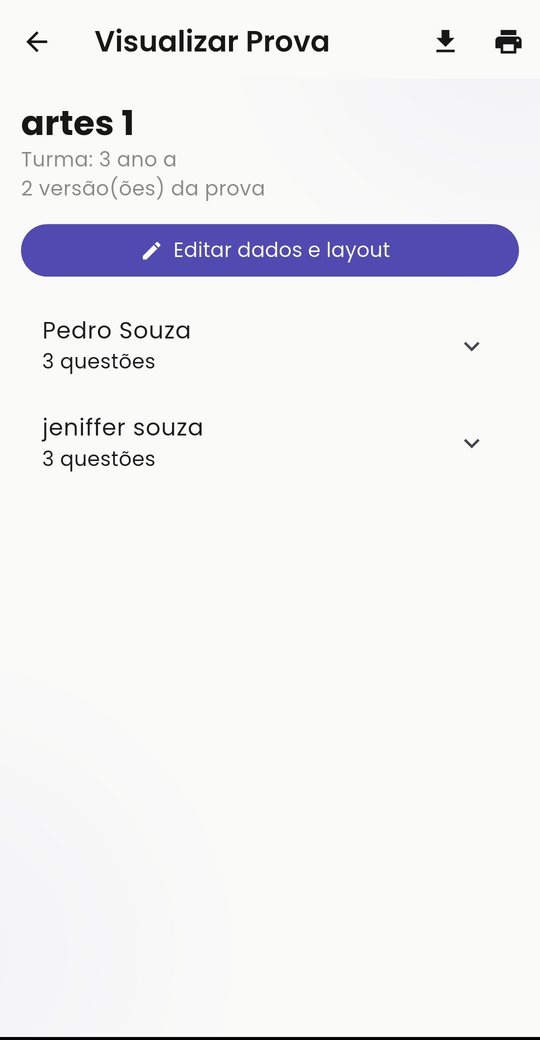 Visualizar Prova
artes 1
Turma: 3 ano a
2 versão(ões) da prova
Editar dados e layout
Pedro Souza
3 questões
jeniffer souza
3 questões